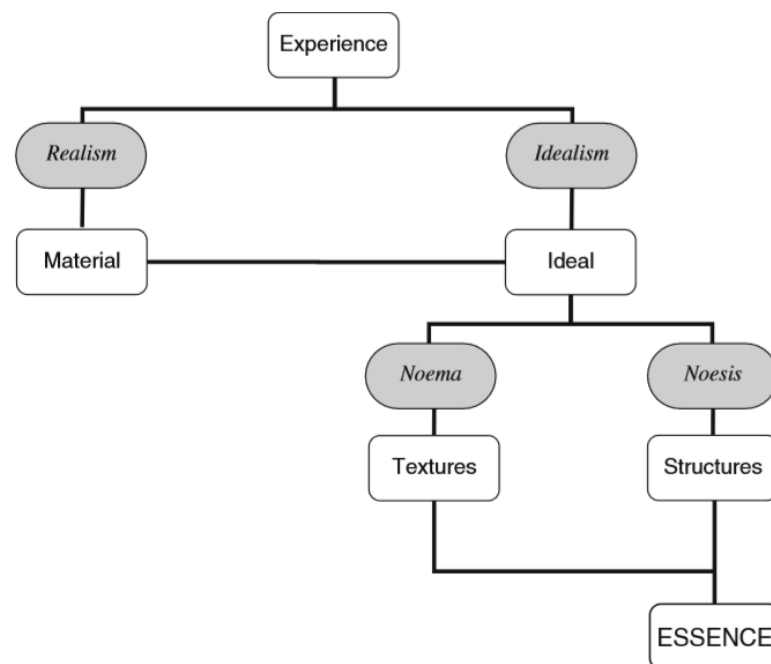 Experience
Realism
Idealism
Material
Ideal
Noema
Noesis
Textures
Structures
ESSENCE